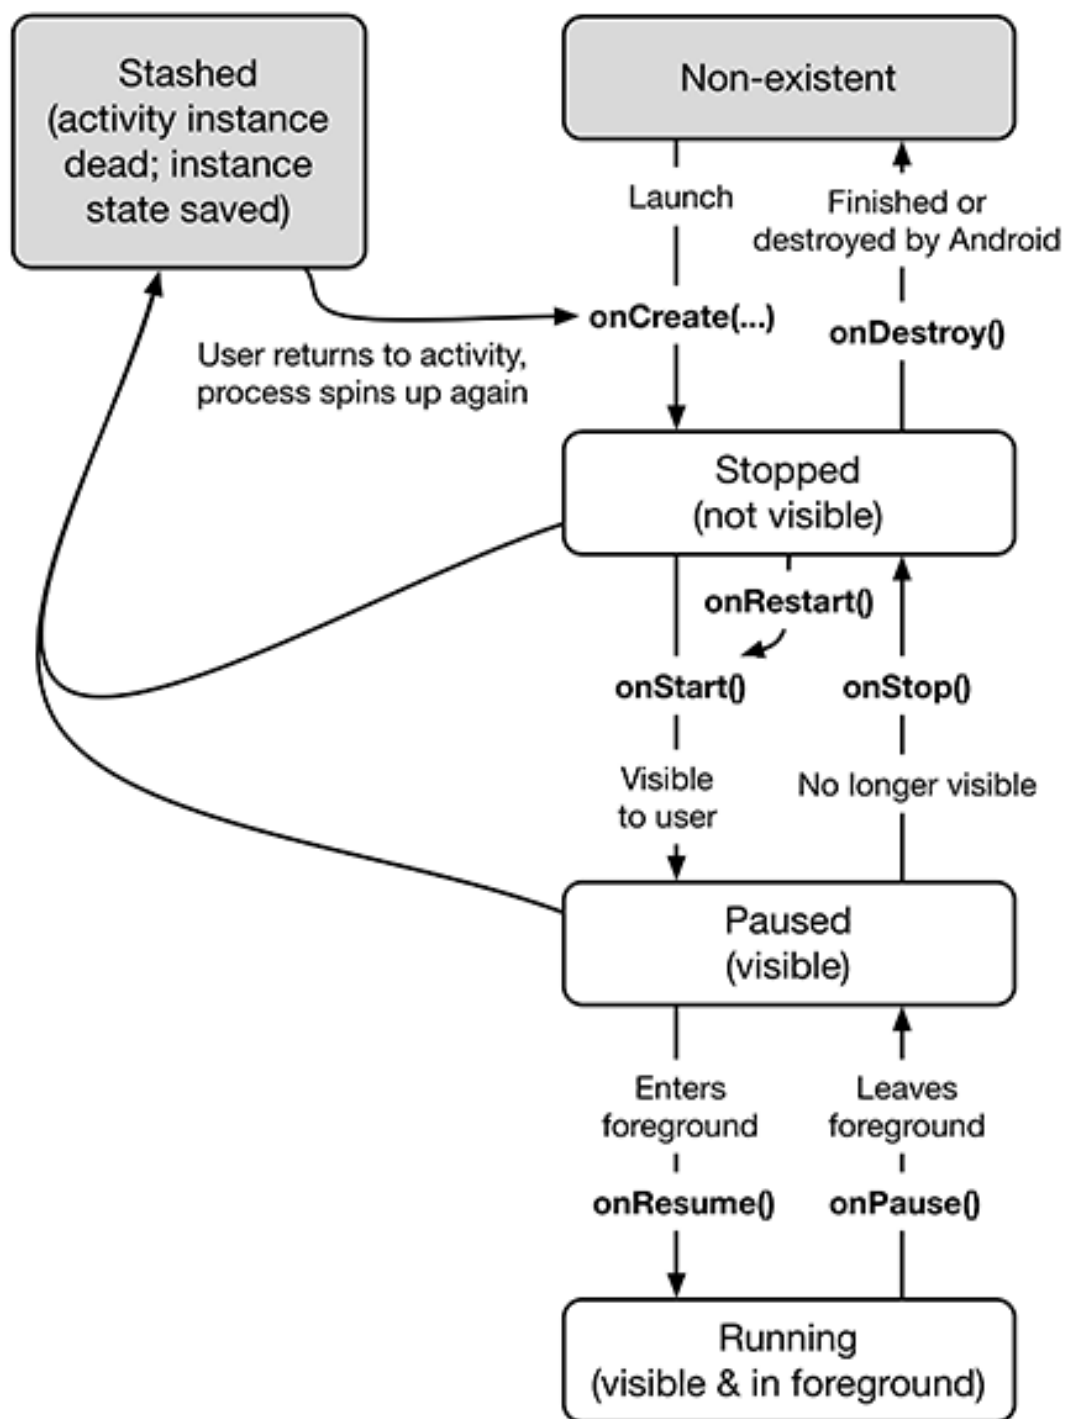 Stashed
(activity instance
dead; instance
state saved)
Non-existent
Launch
Finished or
destroyed by Android
onCreate(...)
onDestroy()
User returns to activity,
process spins up again
Stopped
(not visible)
onRestart()
onStart()
onStop()
Visible
to user
No longer visible
Paused
(visible)
Enters
foreground
Leaves
foreground
onResume()
onPause()
Running
(visible & in foreground)